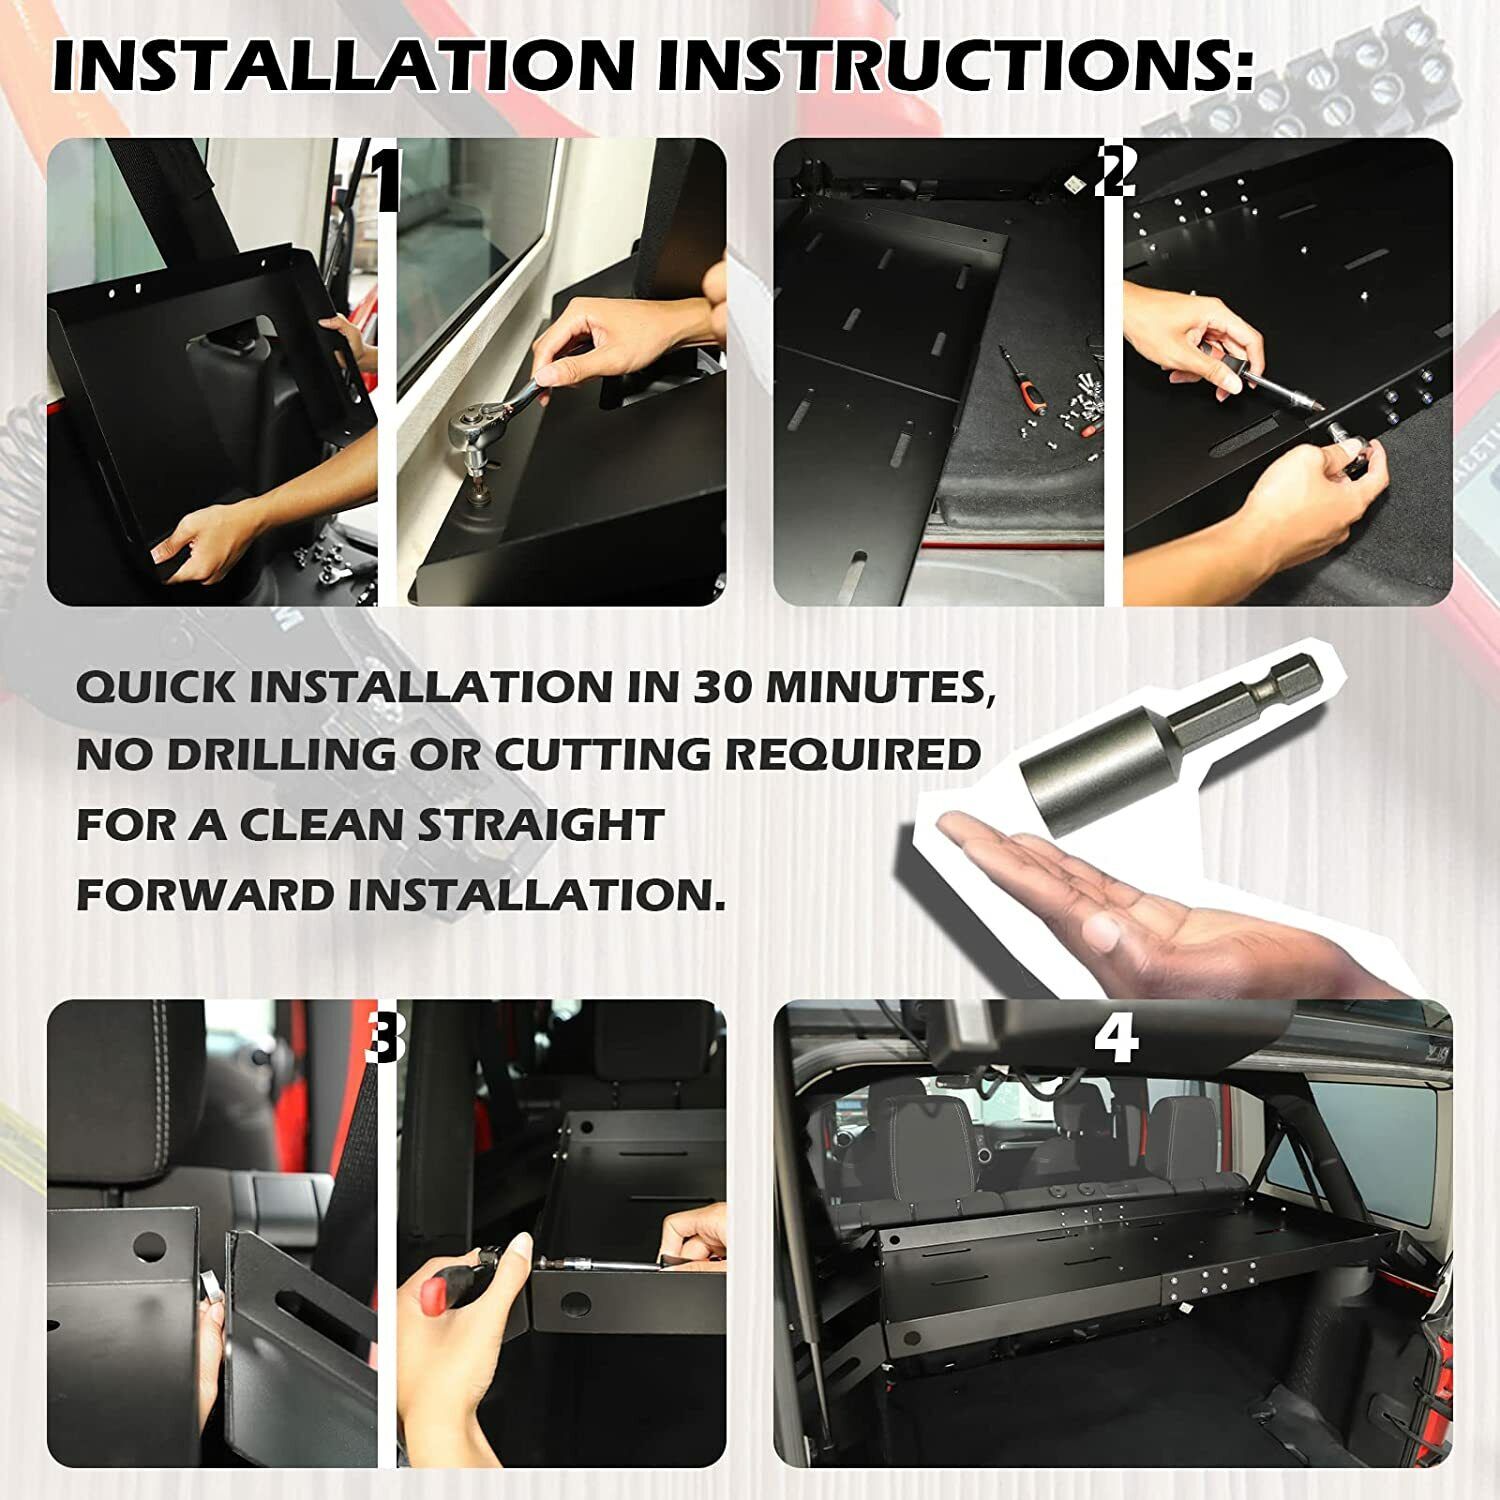 INSTALLATION INSTRUCTIONS:
1
2
QUICK INSTALLATION IN 30 MINUTES,
NO DRILLING OR CUTTING REQUIRED
FOR A CLEAN STRAIGHT
FORWARD INSTALLATION.
3
4